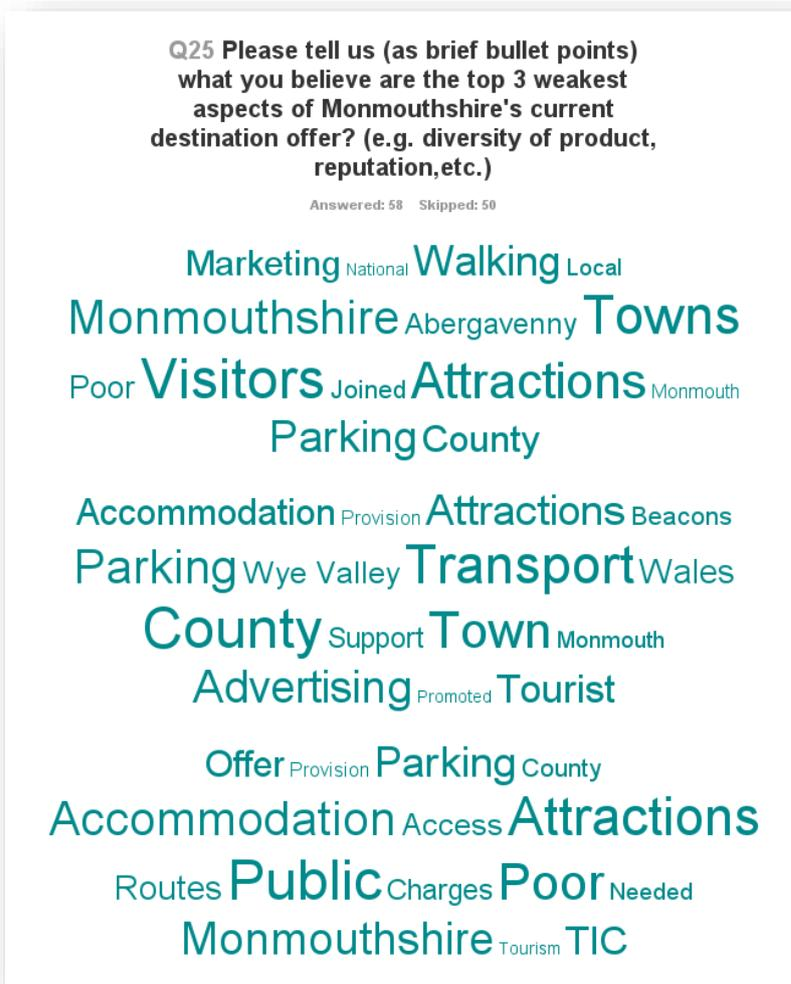 Q25 Please tell us (as brief bullet points)
what you believe are the top 3 weakest
aspects of Monmouthshire's current
destination offer? (e.g. diversity of product,
reputation,etc.)
Answered: 58 Skipped: 50
Marketing National Walking Local
Monmouthshire Abergavenny Towns
Poor Visitors Joined Attractions Monmouth
Parking County
Accommodation Provision Attractions Beacons
Parking Wye Valley Transport Wales
County Support Town Monmouth
Advertising Promoted Tourist
Offer Provision Parking County
Accommodation Access Attractions
Routes Public Charges Poor Needed
Monmouthshire Tourism TIC